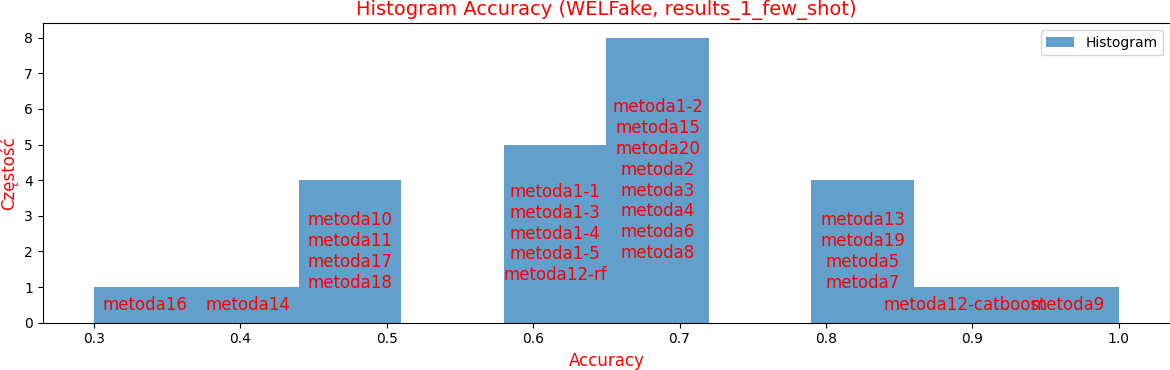 Histogram Accuracy (WELFake, results_1_few_shot)
Histogram
Częstość
8
7
6
5
4
3
2
1
0
metoda16
metoda14
metoda10
metoda11
metoda17
metoda18
metoda1-1
metoda1-3
metoda1-4
metoda1-5
metoda12-rf
metoda1-2
metoda15
metoda20
metoda2
metoda3
metoda4
metoda6
metoda8
metoda13
metoda19
metoda5
metoda7
metoda12-catboost
metoda9
0.3 0.4 0.5 0.6 0.7 0.8 0.9 1.0
Accuracy